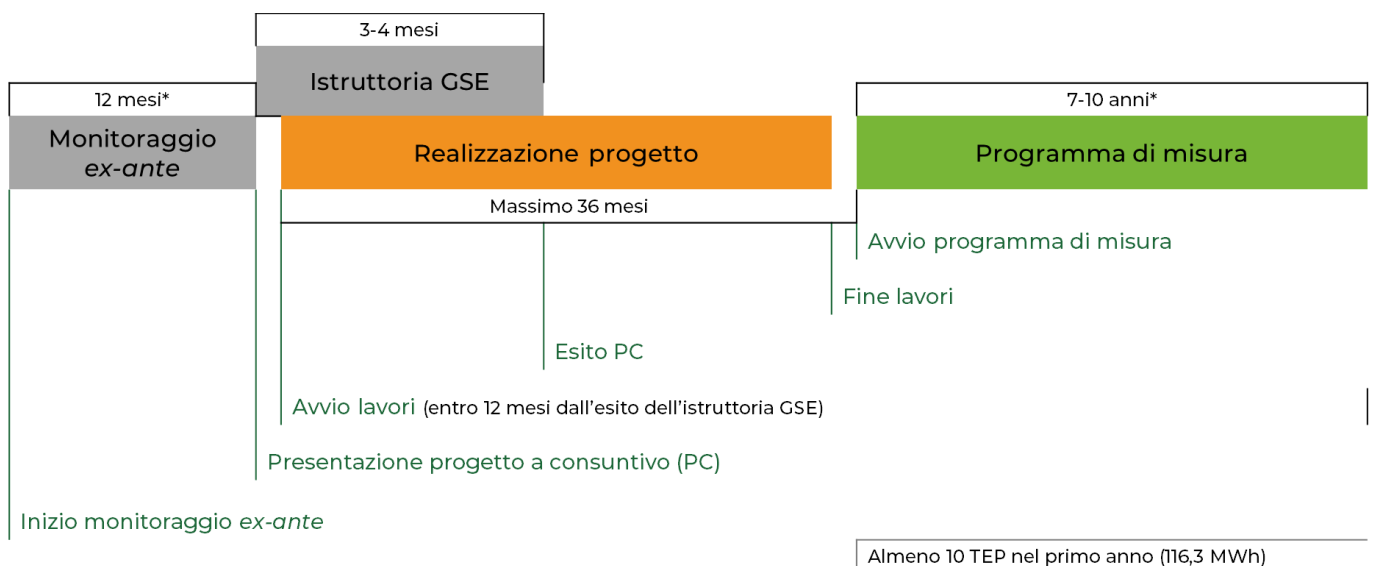 3-4 mesi
Istruttoria GSE
12 mesi*
7-10 anni*
Monitoraggio
ex-ante
Realizzazione progetto
Programma di misura
Massimo 36 mesi
Avvio programma di misura
Fine lavori
Esito PC
Avvio lavori (entro 12 mesi dall'esito dell'istruttoria GSE)
Presentazione progetto a consuntivo (PC)
Inizio monitoraggio ex-ante
Almeno 10 TEP nel primo anno (116,3 MWh)